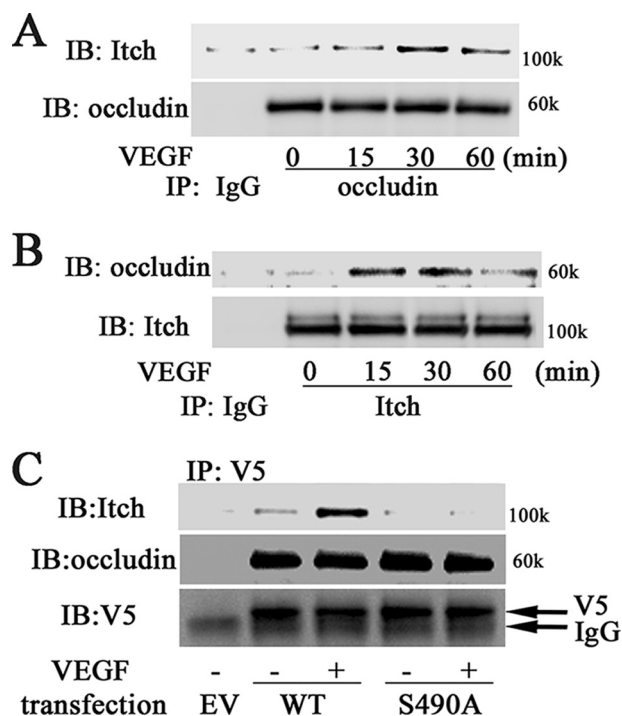 A
IB: Itch
100k
IB: occludin
60k
VEGF 0 15 30 60 (min)
IP: IgG occludin
B
IB: occludin
60k
IB: Itch
100k
VEGF 0 15 30 60 (min)
IP: IgG Itch
C
IP: V5
IB:Itch
100k
IB:occludin
60k
IB:V5
V5
IgG
VEGF - - + - +
transfection EV WT S490A